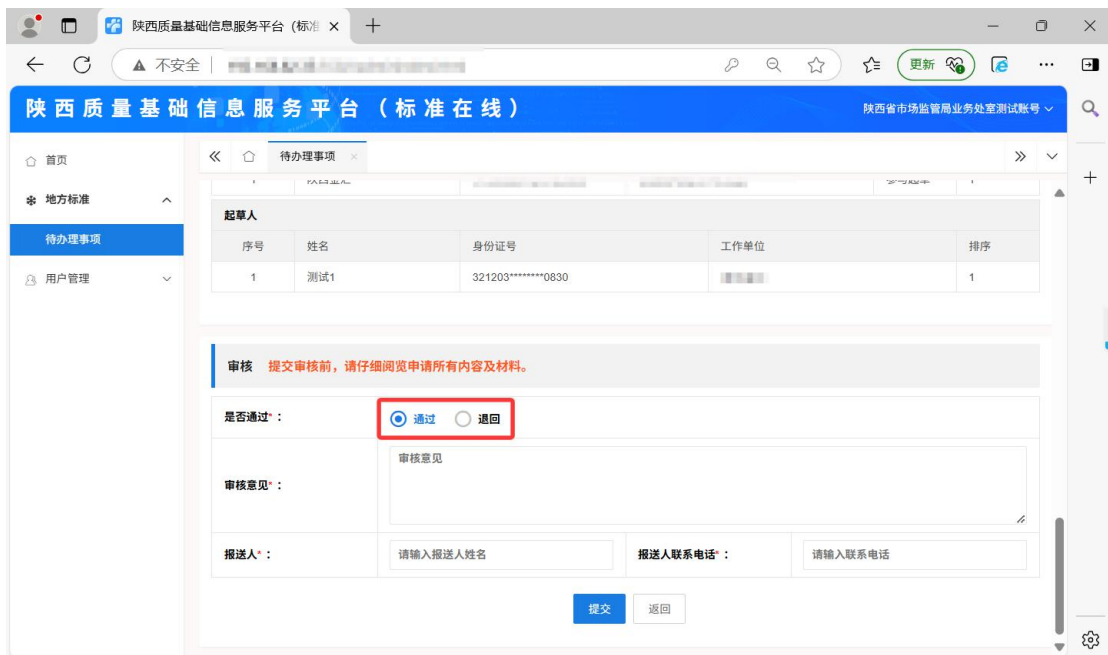 陕西质量基础信息服务平台（标准
不安全
更新
陕西质量基础信息服务平台（标准在线）
陕西省市场监管局业务处室测试账号
首页
待办理事项
地方标准
待办理事项
用户管理
起草人
序号 姓名 身份证号 工作单位 排序
1 测试1 321203********0830 1
审核 提交审核前，请仔细阅览申请所有内容及材料。
是否通过*： 通过 退回
审核意见*： 审核意见
报送人*： 请输入报送人姓名 报送人联系电话*： 请输入联系电话
提交 返回